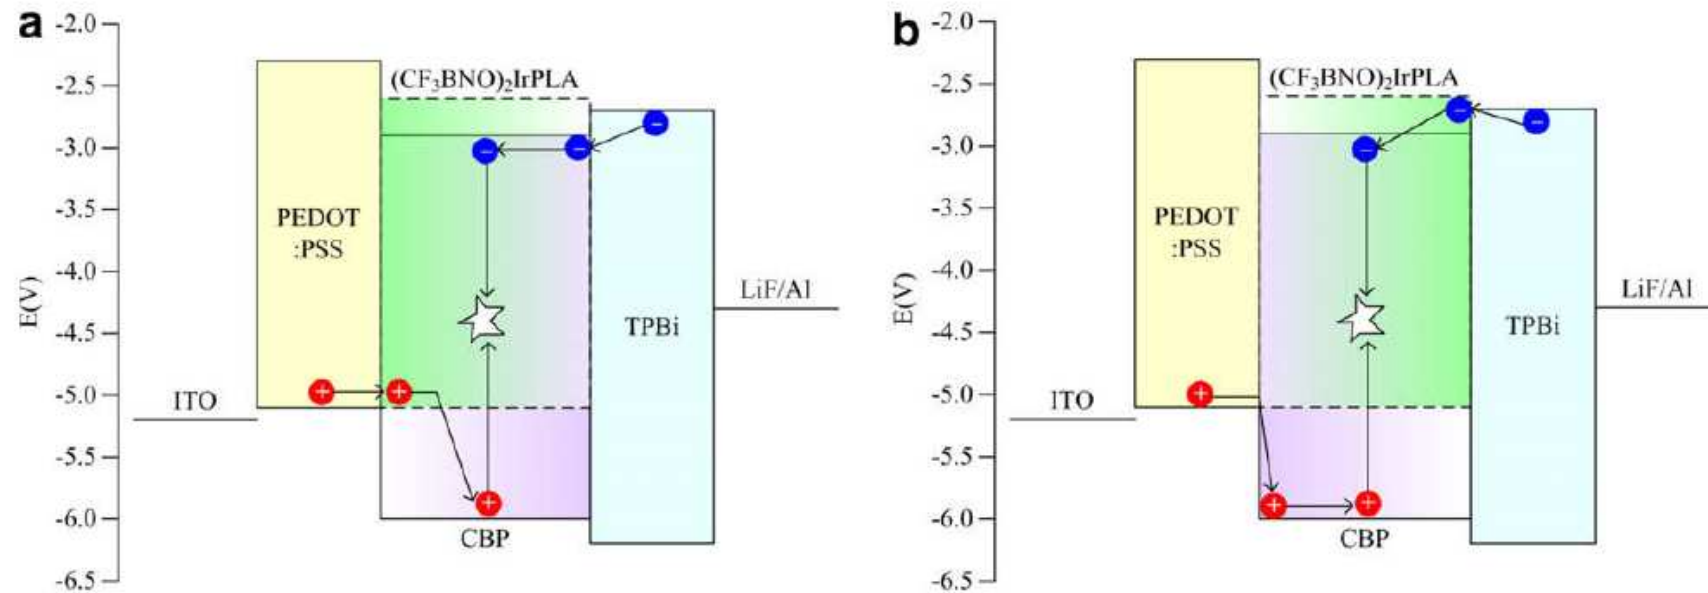 a
-2.0
-2.5
-3.0
-3.5
-4.0
-4.5
-5.0
-5.5
-6.0
-6.5
E(V)
ITO
PEDOT
:PSS
(CF₃BNO)₂IrPLA
CBP
TPBi
LiF/Al
b
-2.0
-2.5
-3.0
-3.5
-4.0
-4.5
-5.0
-5.5
-6.0
-6.5
E(V)
ITO
PEDOT
:PSS
(CF₃BNO)₂IrPLA
CBP
TPBi
LiF/Al